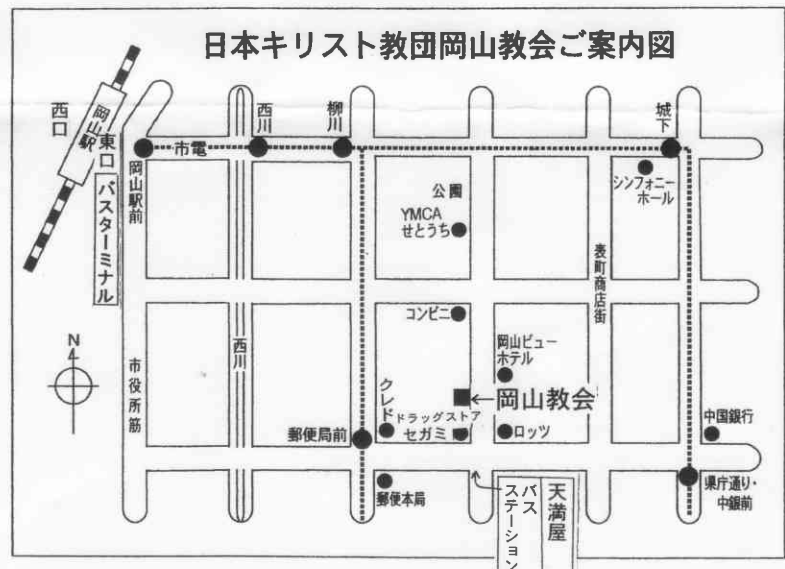 日本キリスト教団岡山教会ご案内図
西口
岡山駅
東口
バスターミナル
岡山駅前
市電
西川
柳川
城下
シンフォニー
ホール
公園
YMCA
せとうち
表町商店街
コンビニ
岡山ビュー
ホテル
N
市役所筋
西川
クレド
岡山教会
ドラッグストア
セガミ
ロッツ
中国銀行
郵便局前
郵便本局
バス
ステーション
天満屋
県庁通り・
中銀前